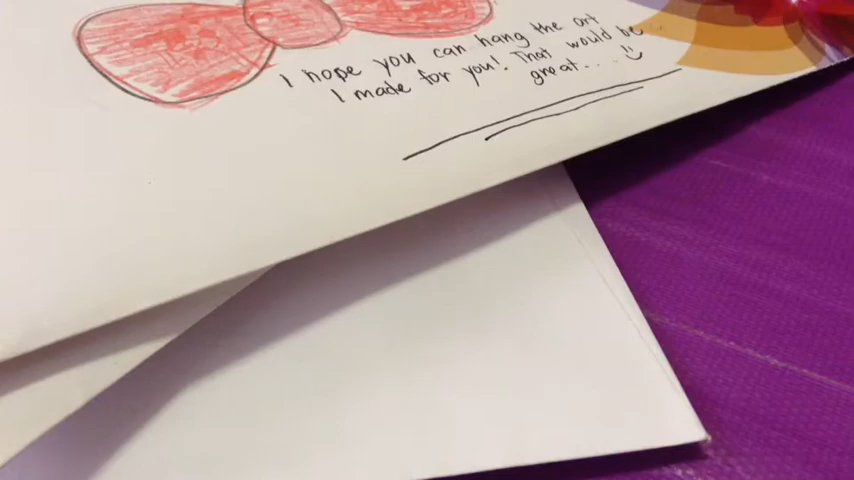 I hope you can hang the art
I made for you! That would be
great.... :)